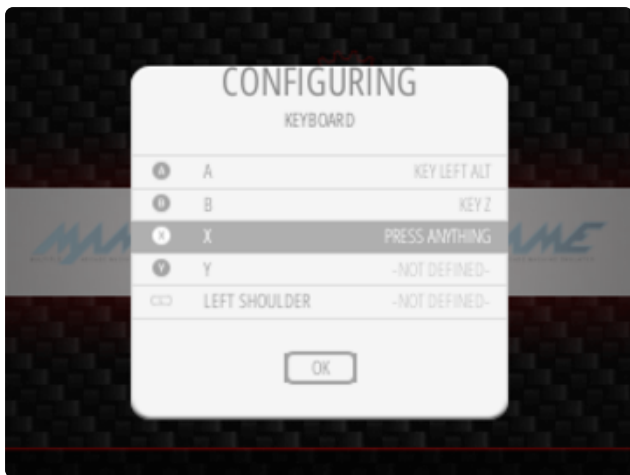 CONFIGURING
KEYBOARD
A A KEY LEFT ALT
B B KEY Z
X X PRESS ANYTHING
Y Y -NOT DEFINED-
L LEFT SHOULDER -NOT DEFINED-
OK